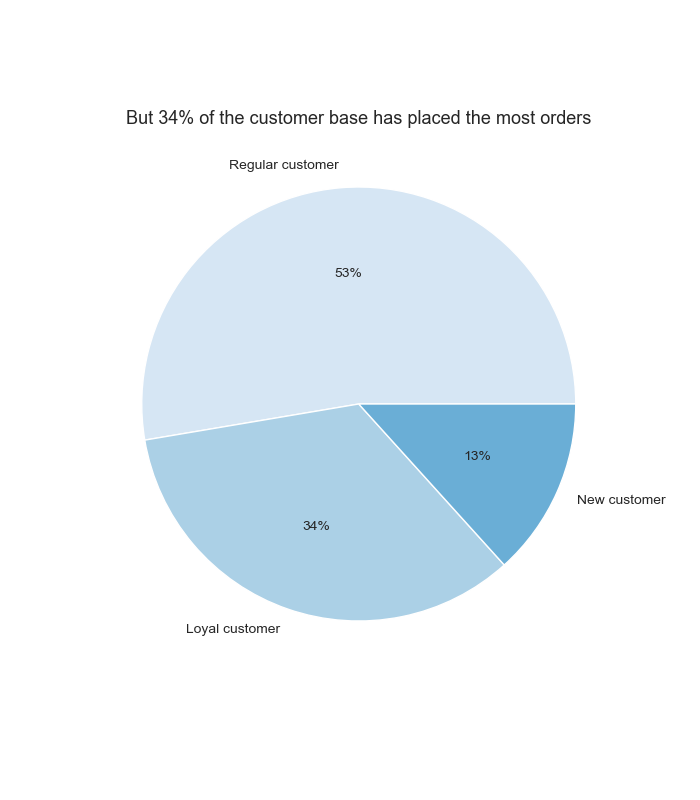 But 34% of the customer base has placed the most orders
Regular customer
53%
13%
New customer
34%
Loyal customer